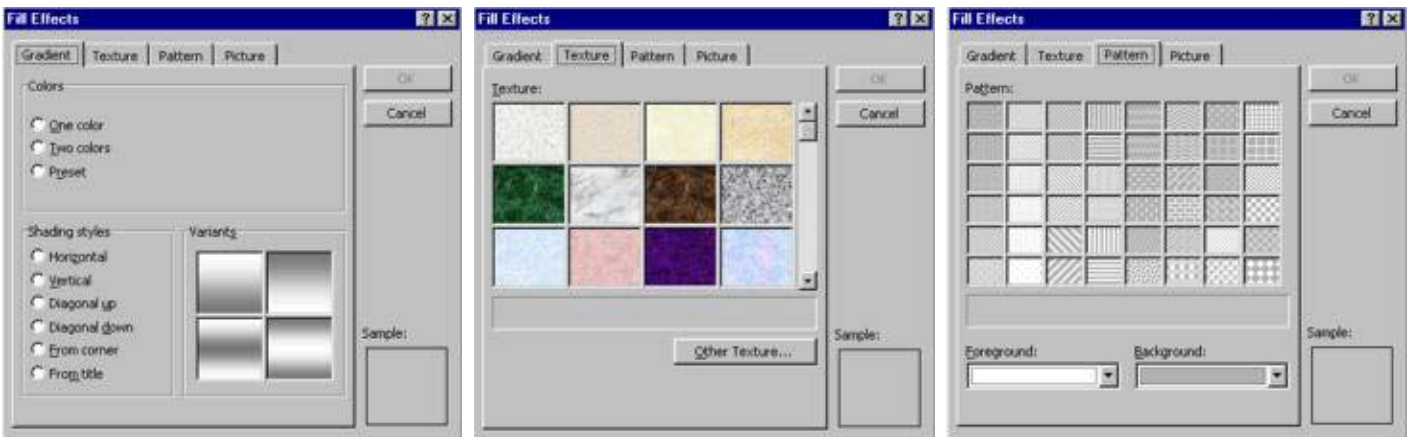 Fill Effects
Gradient Texture Pattern Picture
OK
Cancel
Colors
One color
Two colors
Preset
Shading styles
Horizontal
Vertical
Diagonal up
Diagonal down
From corner
From title
Variants
Sample:
Fill Effects
Gradient Texture Pattern Picture
OK
Cancel
Texture:
Other Texture...
Sample:
Fill Effects
Gradient Texture Pattern Picture
OK
Cancel
Pattern:
Foreground:
Background:
Sample: